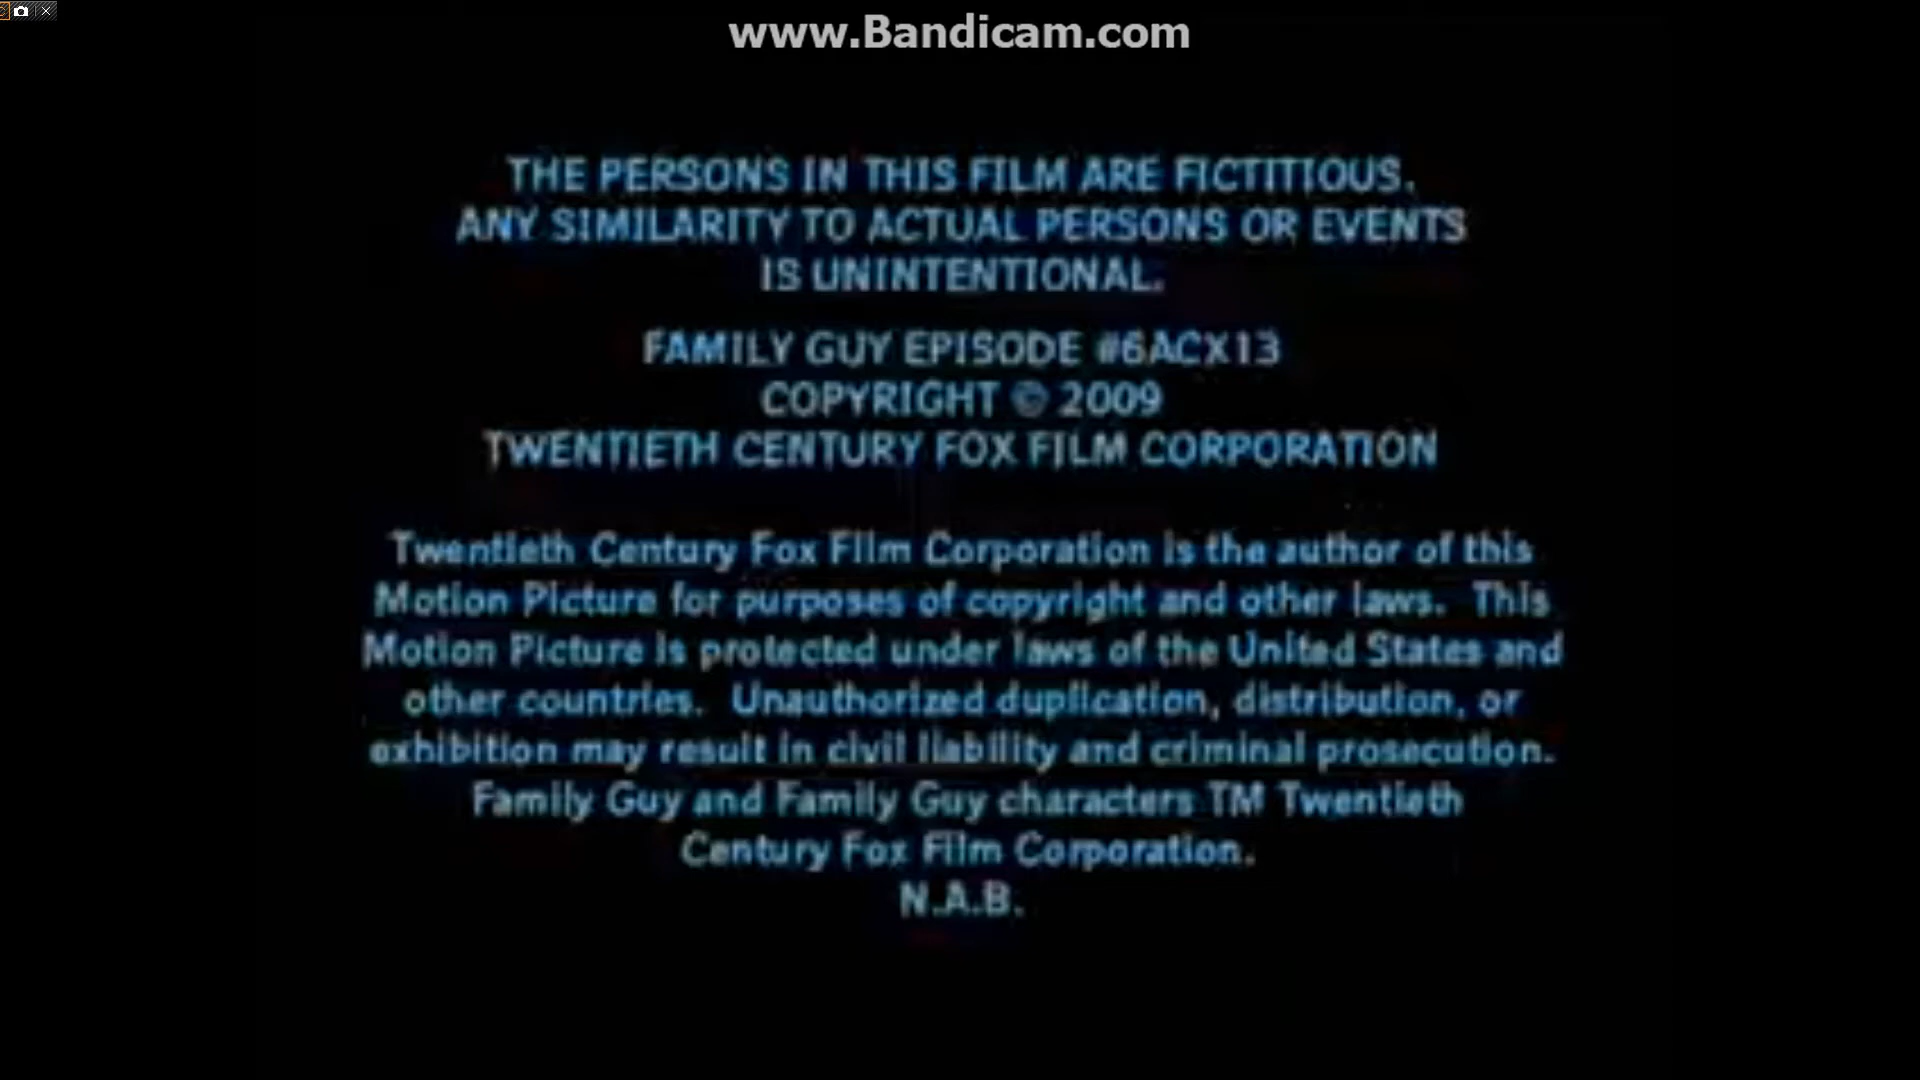 www.Bandicam.com
THE PERSONS IN THIS FILM ARE FICTITIOUS.
ANY SIMILARITY TO ACTUAL PERSONS OR EVENTS
IS UNINTENTIONAL.
FAMILY GUY EPISODE #6ACX13
COPYRIGHT © 2009
TWENTIETH CENTURY FOX FILM CORPORATION
Twentieth Century Fox Film Corporation is the author of this
Motion Picture for purposes of copyright and other laws. This
Motion Picture is protected under laws of the United States and
other countries. Unauthorized duplication, distribution, or
exhibition may result in civil liability and criminal prosecution.
Family Guy and Family Guy characters TM Twentieth
Century Fox Film Corporation.
N.A.B.